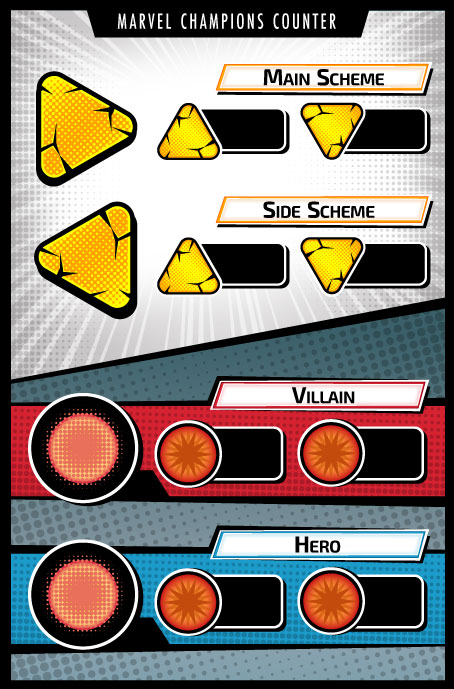 MARVEL CHAMPIONS COUNTER
MAIN SCHEME
SIDE SCHEME
VILLAIN
HERO